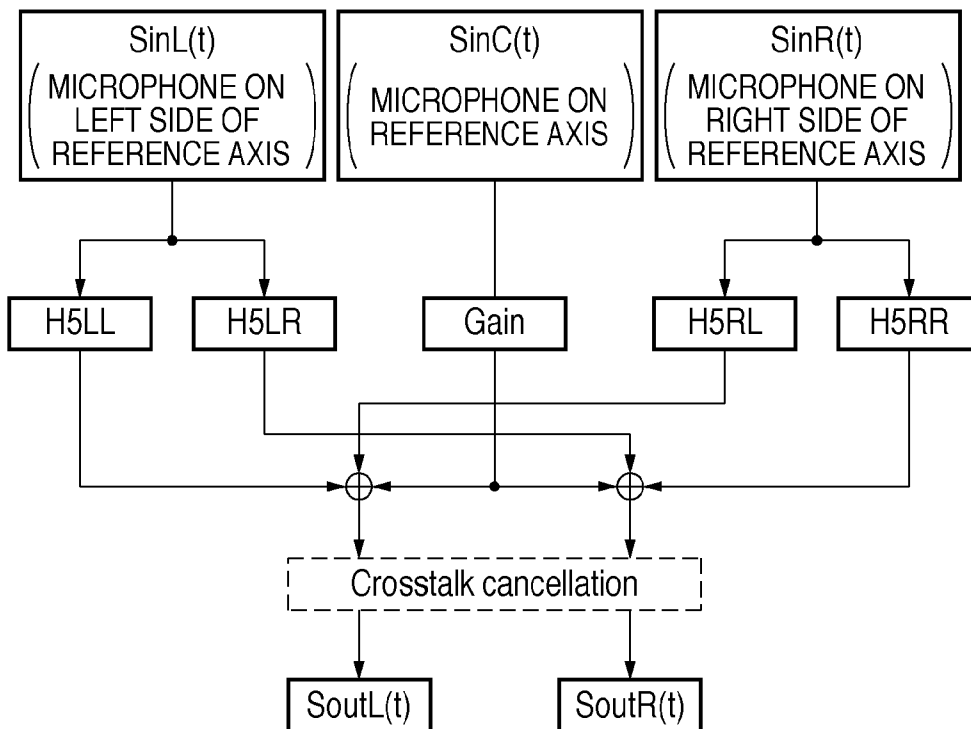 SinL(t)
(MICROPHONE ON
LEFT SIDE OF
REFERENCE AXIS)
SinC(t)
(MICROPHONE ON
REFERENCE AXIS)
SinR(t)
(MICROPHONE ON
RIGHT SIDE OF
REFERENCE AXIS)
H5LL
H5LR
Gain
H5RL
H5RR
Crosstalk cancellation
SoutL(t)
SoutR(t)